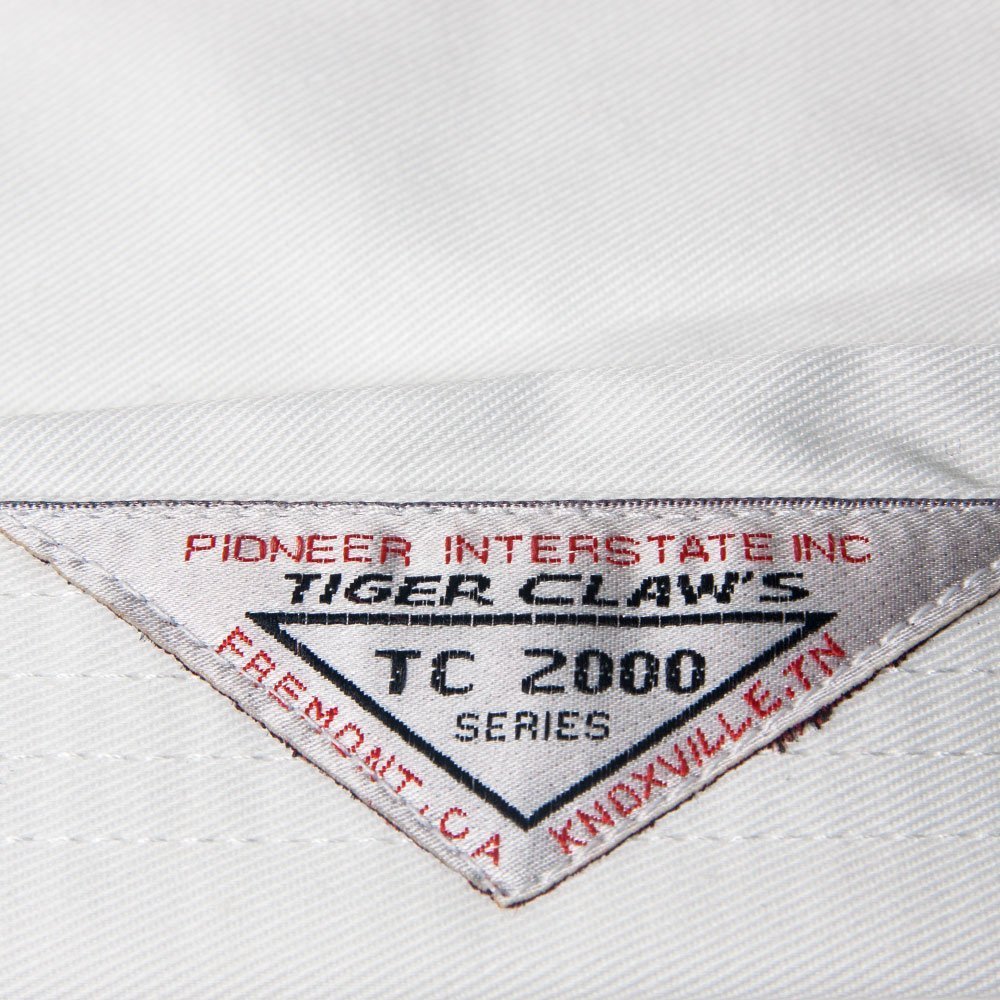 PIONEER INTERSTATE INC
TIGER CLAW'S
TC 2000
SERIES
FREMONT.CA
KNOXVILLE.TN